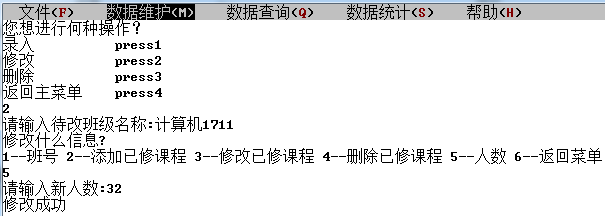 文件(F) 数据维护(M) 数据查询(Q) 数据统计(S) 帮助(H)
您想进行何种操作？
录入 press1
修改 press2
删除 press3
返回主菜单 press4
2
请输入待改班级名称:计算机1711
修改什么信息?
1--班号 2--添加已修课程 3--修改已修课程 4--删除已修课程 5--人数 6--返回菜单
5
请输入新人数:32
修改成功